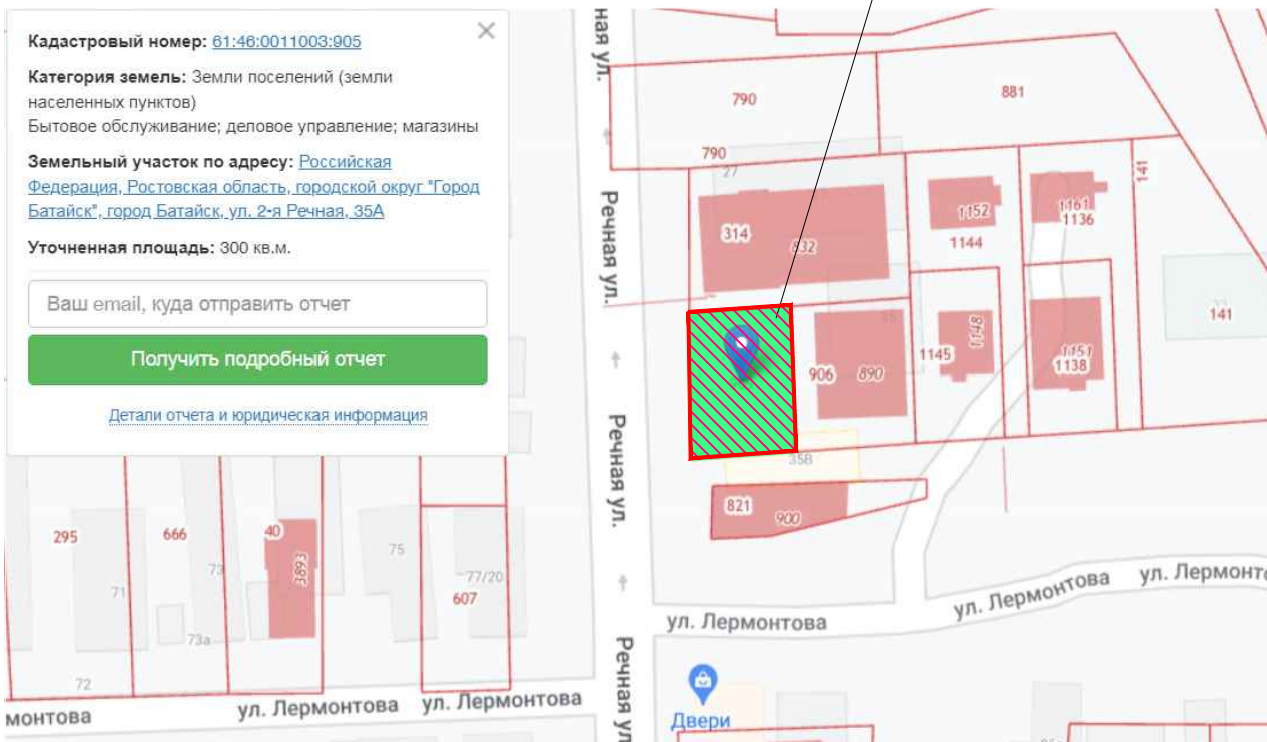 Кадастровый номер: 61:46:0011003:905
Категория земель: Земли поселений (земли
населенных пунктов)
Бытовое обслуживание; деловое управление; магазины
Земельный участок по адресу: Российская
Федерация, Ростовская область, городской округ "Город
Батайск", город Батайск, ул. 2-я Речная, 35А
Уточненная площадь: 300 кв.м.
Ваш email, куда отправить отчет
Получить подробный отчет
Детали отчета и юридическая информация
ная ул.
790
881
790
27
141
Речная ул.
314
832
1152
1144
1161
1136
141
1145
1148
1151
1138
906
890
Речная ул.
35В
821
900
295
666
40
3893
75
71
73
77/20
607
73а
72
ул. Лермонтова
ул. Лермонтова
ул. Лермонт
монтова
ул. Лермонтова
ул. Лермонтова
Речная ул
Двери